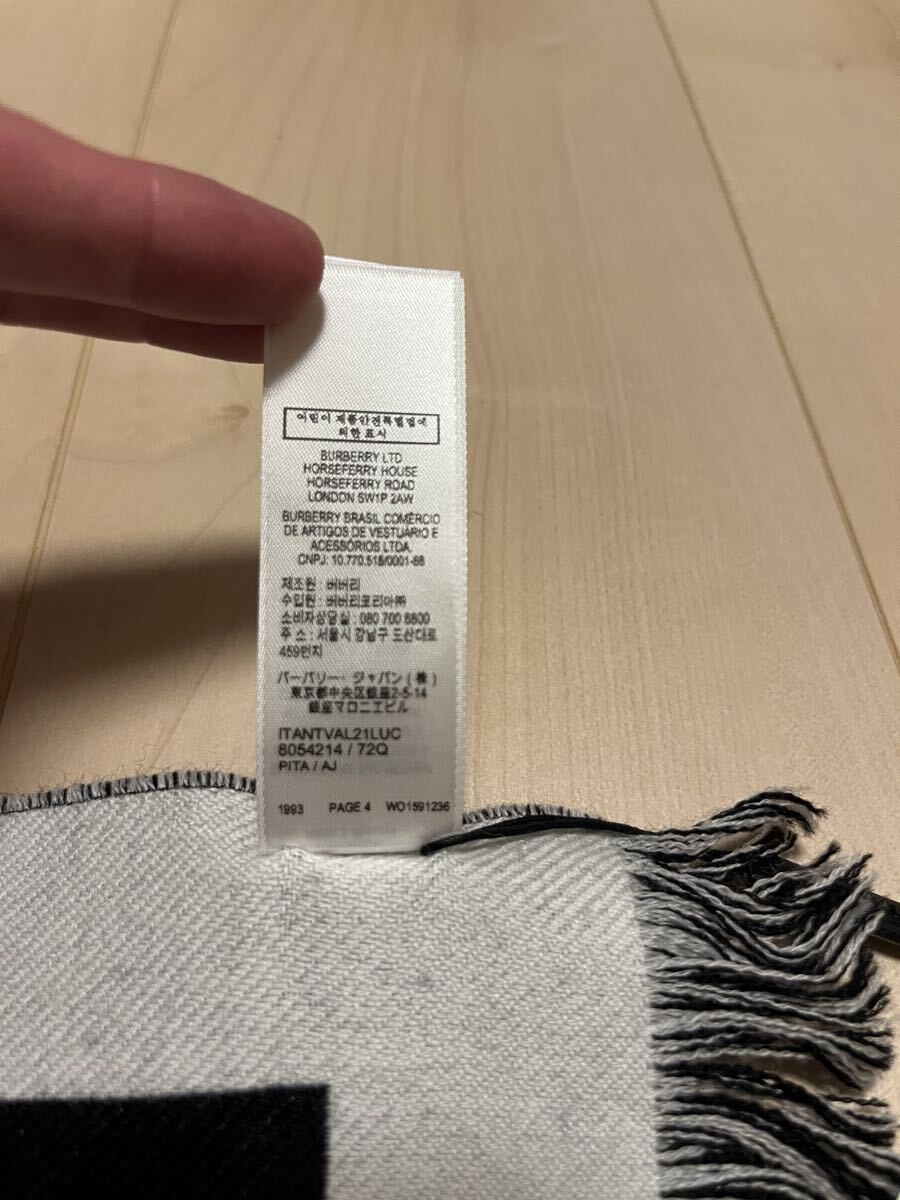 어린이 제품안전특별법에
의한 표시
BURBERRY LTD
HORSEFERRY HOUSE
HORSEFERRY ROAD
LONDON SW1P 2AW
BURBERRY BRASIL COMÉRCIO
DE ARTIGOS DE VESTUÁRIO E
ACESSÓRIOS LTDA.
CNPJ: 10.770.518/0001-68
제조원 : 버버리
수입원 : 버버리코리아㈜
소비자상담실 : 080 700 8800
주 소 : 서울시 강남구 도산대로
459번지
バーバリー・ジャパン(株)
東京都中央区銀座2-5-14
銀座マロニエビル
ITANTVAL21LUC
8054214 / 72Q
PITA / AJ
1993 PAGE 4 WO1591236